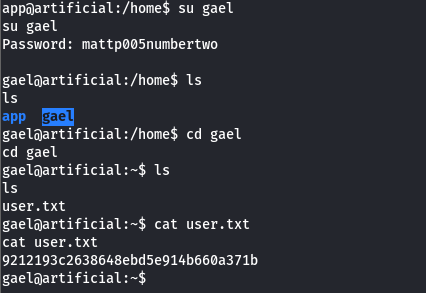 app@artificial:/home$ su gael
su gael
Password: mattp005numbertwo

gael@artificial:/home$ ls
ls
app  gael
gael@artificial:/home$ cd gael
cd gael
gael@artificial:~$ ls
ls
user.txt
gael@artificial:~$ cat user.txt
cat user.txt
9212193c2638648ebd5e914b660a371b
gael@artificial:~$